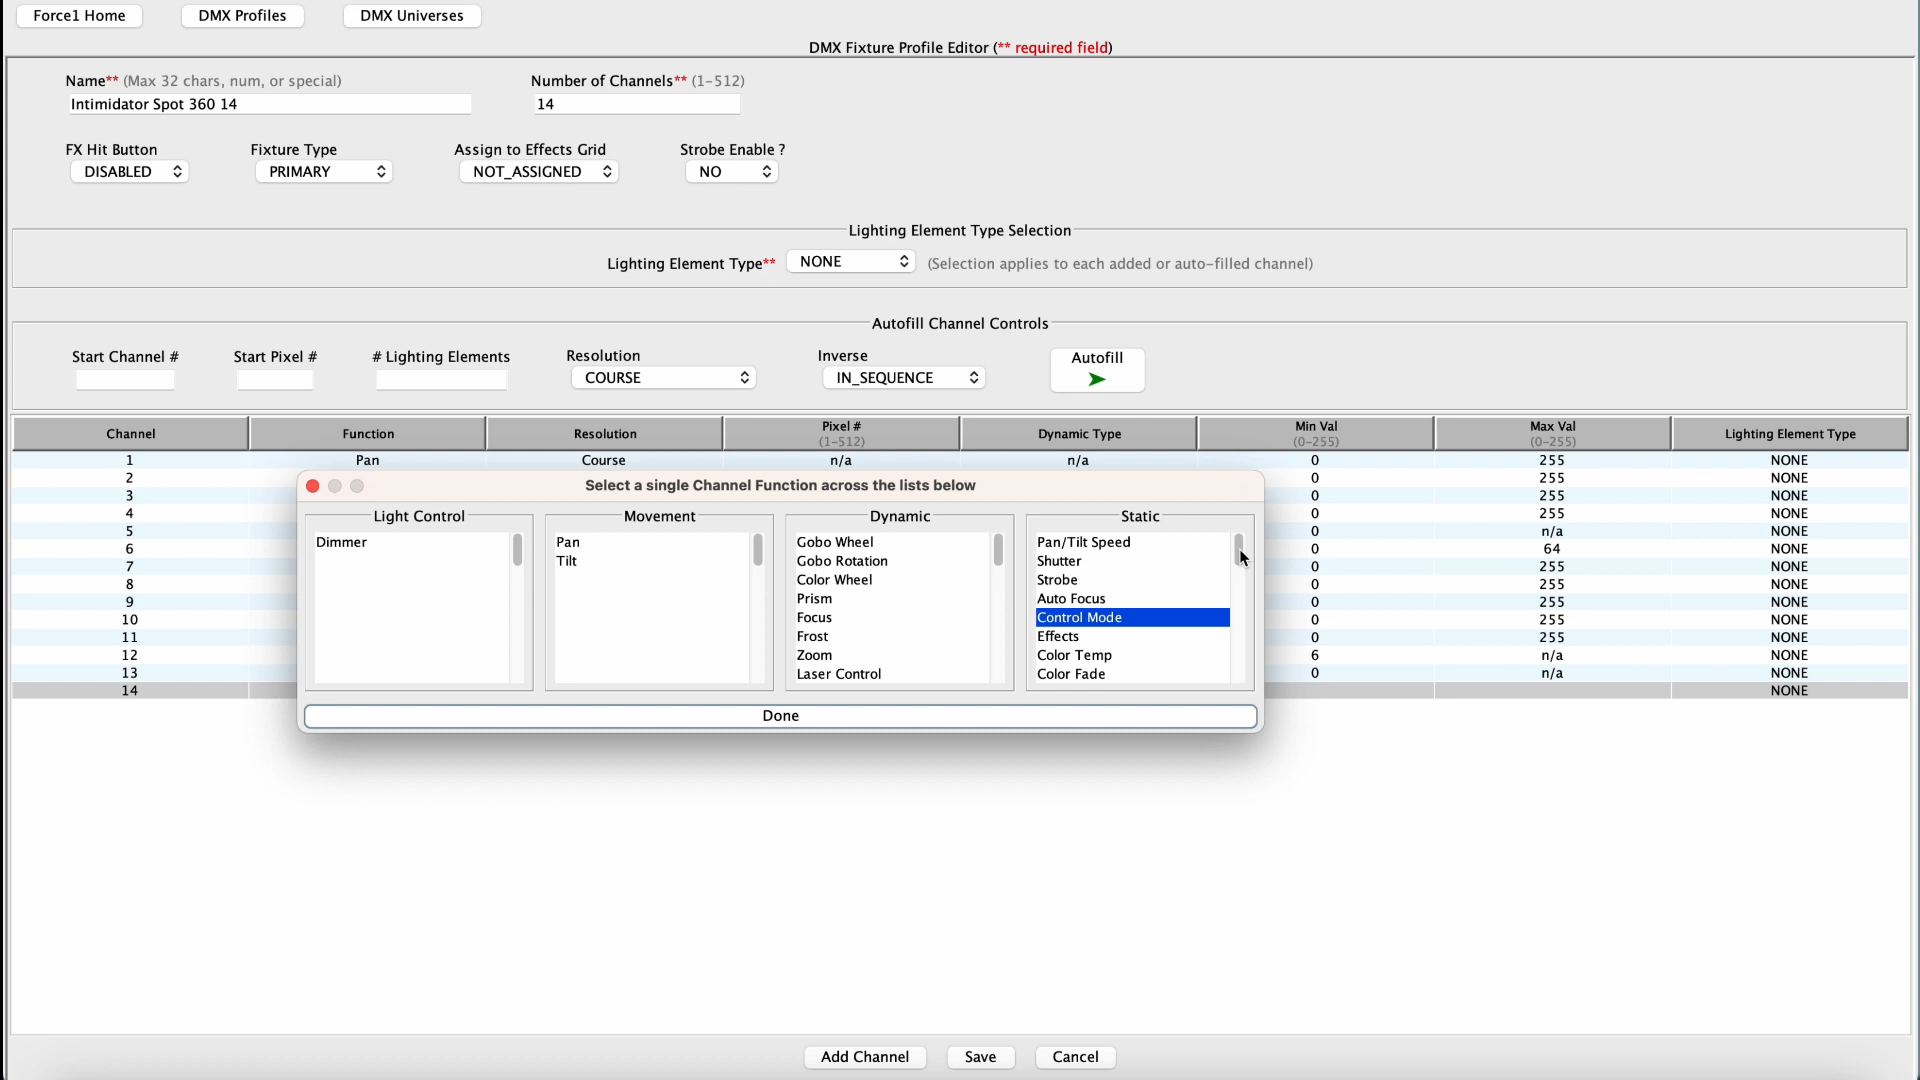 Force1 Home
DMX Profiles
DMX Universes
DMX Fixture Profile Editor (** required field)
Name** (Max 32 chars, num, or special)
Number of Channels** (1-512)
Intimidator Spot 360 14
14
FX Hit Button
Fixture Type
Assign to Effects Grid
Strobe Enable ?
DISABLED
PRIMARY
NOT_ASSIGNED
NO
Lighting Element Type Selection
Lighting Element Type** NONE (Selection applies to each added or auto-filled channel)
Autofill Channel Controls
Start Channel #
Start Pixel #
# Lighting Elements
Resolution
Inverse
Autofill
COURSE
IN_SEQUENCE
Channel Function Resolution Pixel # (1-512) Dynamic Type Min Val (0-255) Max Val (0-255) Lighting Element Type
1 Pan Course n/a n/a 0 255 NONE
2 0 255 NONE
3 0 255 NONE
4 0 255 NONE
5 0 n/a NONE
6 0 64 NONE
7 0 255 NONE
8 0 255 NONE
9 0 255 NONE
10 0 255 NONE
11 0 255 NONE
12 6 n/a NONE
13 0 n/a NONE
14 NONE
Select a single Channel Function across the lists below
Light Control
Dimmer
Movement
Pan
Tilt
Dynamic
Gobo Wheel
Gobo Rotation
Color Wheel
Prism
Focus
Frost
Zoom
Laser Control
Static
Pan/Tilt Speed
Shutter
Strobe
Auto Focus
Control Mode
Effects
Color Temp
Color Fade
Done
Add Channel
Save
Cancel